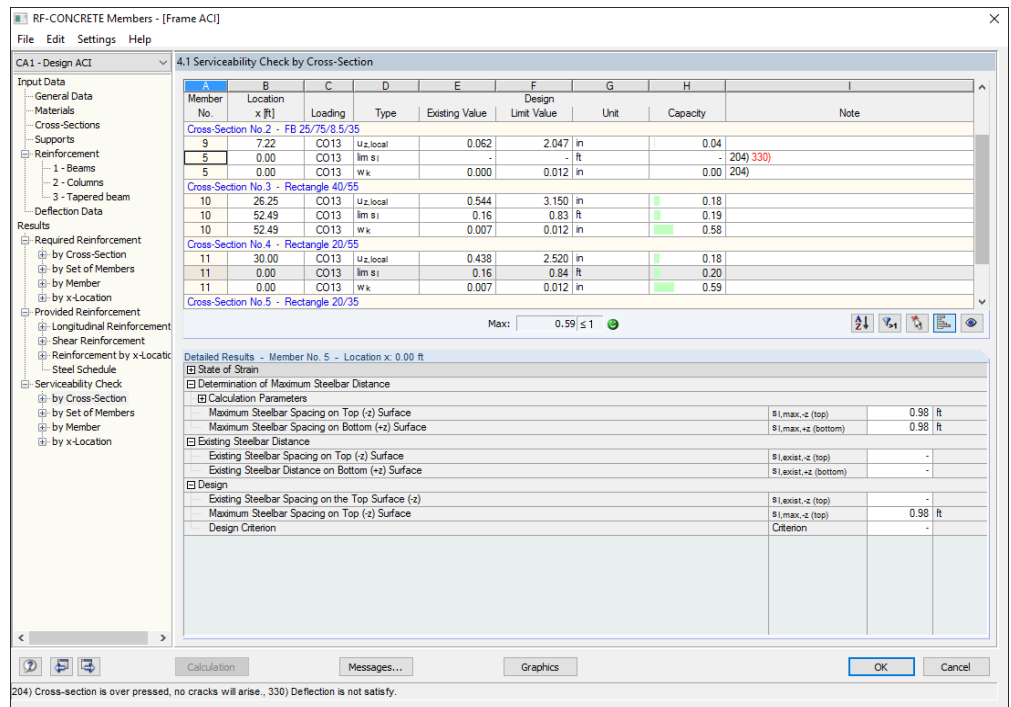 RF-CONCRETE Members - [Frame ACI]
File Edit Settings Help
CA1 - Design ACI
4.1 Serviceability Check by Cross-Section
Input Data
General Data
Materials
Cross-Sections
Supports
Reinforcement
1 - Beams
2 - Columns
3 - Tapered beam
Deflection Data
Results
Required Reinforcement
by Cross-Section
by Set of Members
by Member
by x-Location
Provided Reinforcement
Longitudinal Reinforcement
Shear Reinforcement
Reinforcement by x-Locatic
Steel Schedule
Serviceability Check
by Cross-Section
by Set of Members
by Member
by x-Location
A B C D E F G H I
Member Location Design
No. x [ft] Loading Type Existing Value Limit Value Unit Capacity Note
Cross-Section No.2 - FB 25/75/8.5/35
9 7.22 CO13 uz,local 0.062 2.047 in 0.04
5 0.00 CO13 lim sl - - ft - 204) 330)
5 0.00 CO13 wk 0.000 0.012 in 0.00 204)
Cross-Section No.3 - Rectangle 40/55
10 26.25 CO13 uz,local 0.544 3.150 in 0.18
10 52.49 CO13 lim sl 0.16 0.83 ft 0.19
10 52.49 CO13 wk 0.007 0.012 in 0.58
Cross-Section No.4 - Rectangle 20/55
11 30.00 CO13 uz,local 0.438 2.520 in 0.18
11 0.00 CO13 lim sl 0.16 0.84 ft 0.20
11 0.00 CO13 wk 0.007 0.012 in 0.59
Cross-Section No.5 - Rectangle 20/35
Max: 0.59 ≤ 1
Detailed Results - Member No. 5 - Location x: 0.00 ft
State of Strain
Determination of Maximum Steelbar Distance
Calculation Parameters
Maximum Steelbar Spacing on Top (-z) Surface sl,max,-z (top) 0.98 ft
Maximum Steelbar Spacing on Bottom (+z) Surface sl,max,+z (bottom) 0.98 ft
Existing Steelbar Distance
Existing Steelbar Spacing on Top (-z) Surface sl,exist,-z (top) -
Existing Steelbar Distance on Bottom (+z) Surface sl,exist,+z (bottom) -
Design
Existing Steelbar Spacing on the Top Surface (-z) sl,exist,-z (top) -
Maximum Steelbar Spacing on Top (-z) Surface sl,max,-z (top) 0.98 ft
Design Criterion Criterion -
Calculation Messages... Graphics OK Cancel
204) Cross-section is over pressed, no cracks will arise., 330) Deflection is not satisfy.